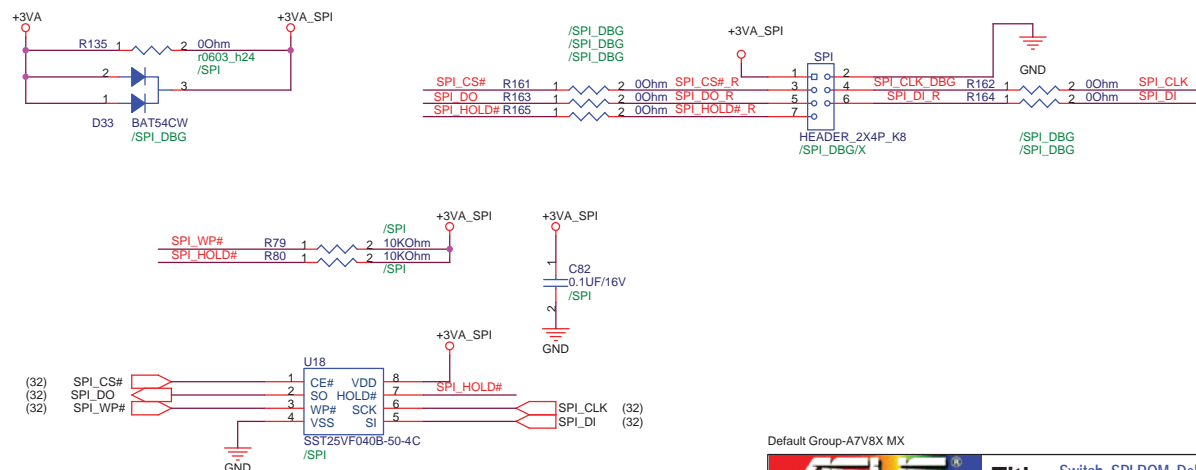 +3VA
+3VA_SPI
R135 1 2 0Ohm
r0603_h24
/SPI
2
1
3
D33 BAT54CW
/SPI_DBG
/SPI_DBG
/SPI_DBG
/SPI_DBG
+3VA_SPI
SPI
GND
SPI_CS# R161 1 2 0Ohm SPI_CS#_R 3
SPI_DO R163 1 2 0Ohm SPI_DO_R 5
SPI_HOLD# R165 1 2 0Ohm SPI_HOLD#_R 7
1 2
4 SPI_CLK_DBG R162 1 2 0Ohm SPI_CLK
6 SPI_DI_R R164 1 2 0Ohm SPI_DI
HEADER_2X4P_K8
/SPI_DBG/X
/SPI_DBG
/SPI_DBG
/SPI
+3VA_SPI
SPI_WP# R79 1 2 10KOhm
SPI_HOLD# R80 1 2 10KOhm
/SPI
+3VA_SPI
1
C82
0.1UF/16V
/SPI
2
GND
+3VA_SPI
U18
(32) SPI_CS# 1 CE# VDD 8
(32) SPI_DO 2 SO HOLD# 7 SPI_HOLD#
(32) SPI_WP# 3 WP# SCK 6 SPI_CLK (32)
4 VSS SI 5 SPI_DI (32)
SST25VF040B-50-4C
/SPI
GND
Default Group-A7V8X MX
®